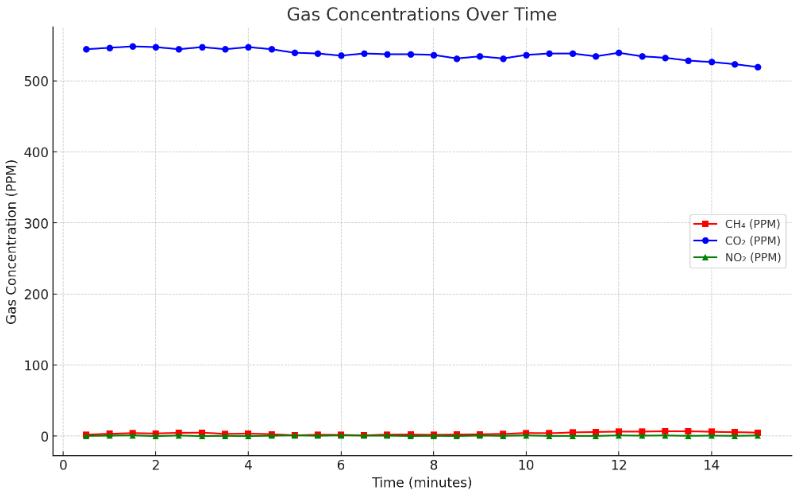 Gas Concentrations Over Time
Gas Concentration (PPM)
500
400
300
200
100
0
CH₄ (PPM)
CO₂ (PPM)
NO₂ (PPM)
0 2 4 6 8 10 12 14
Time (minutes)